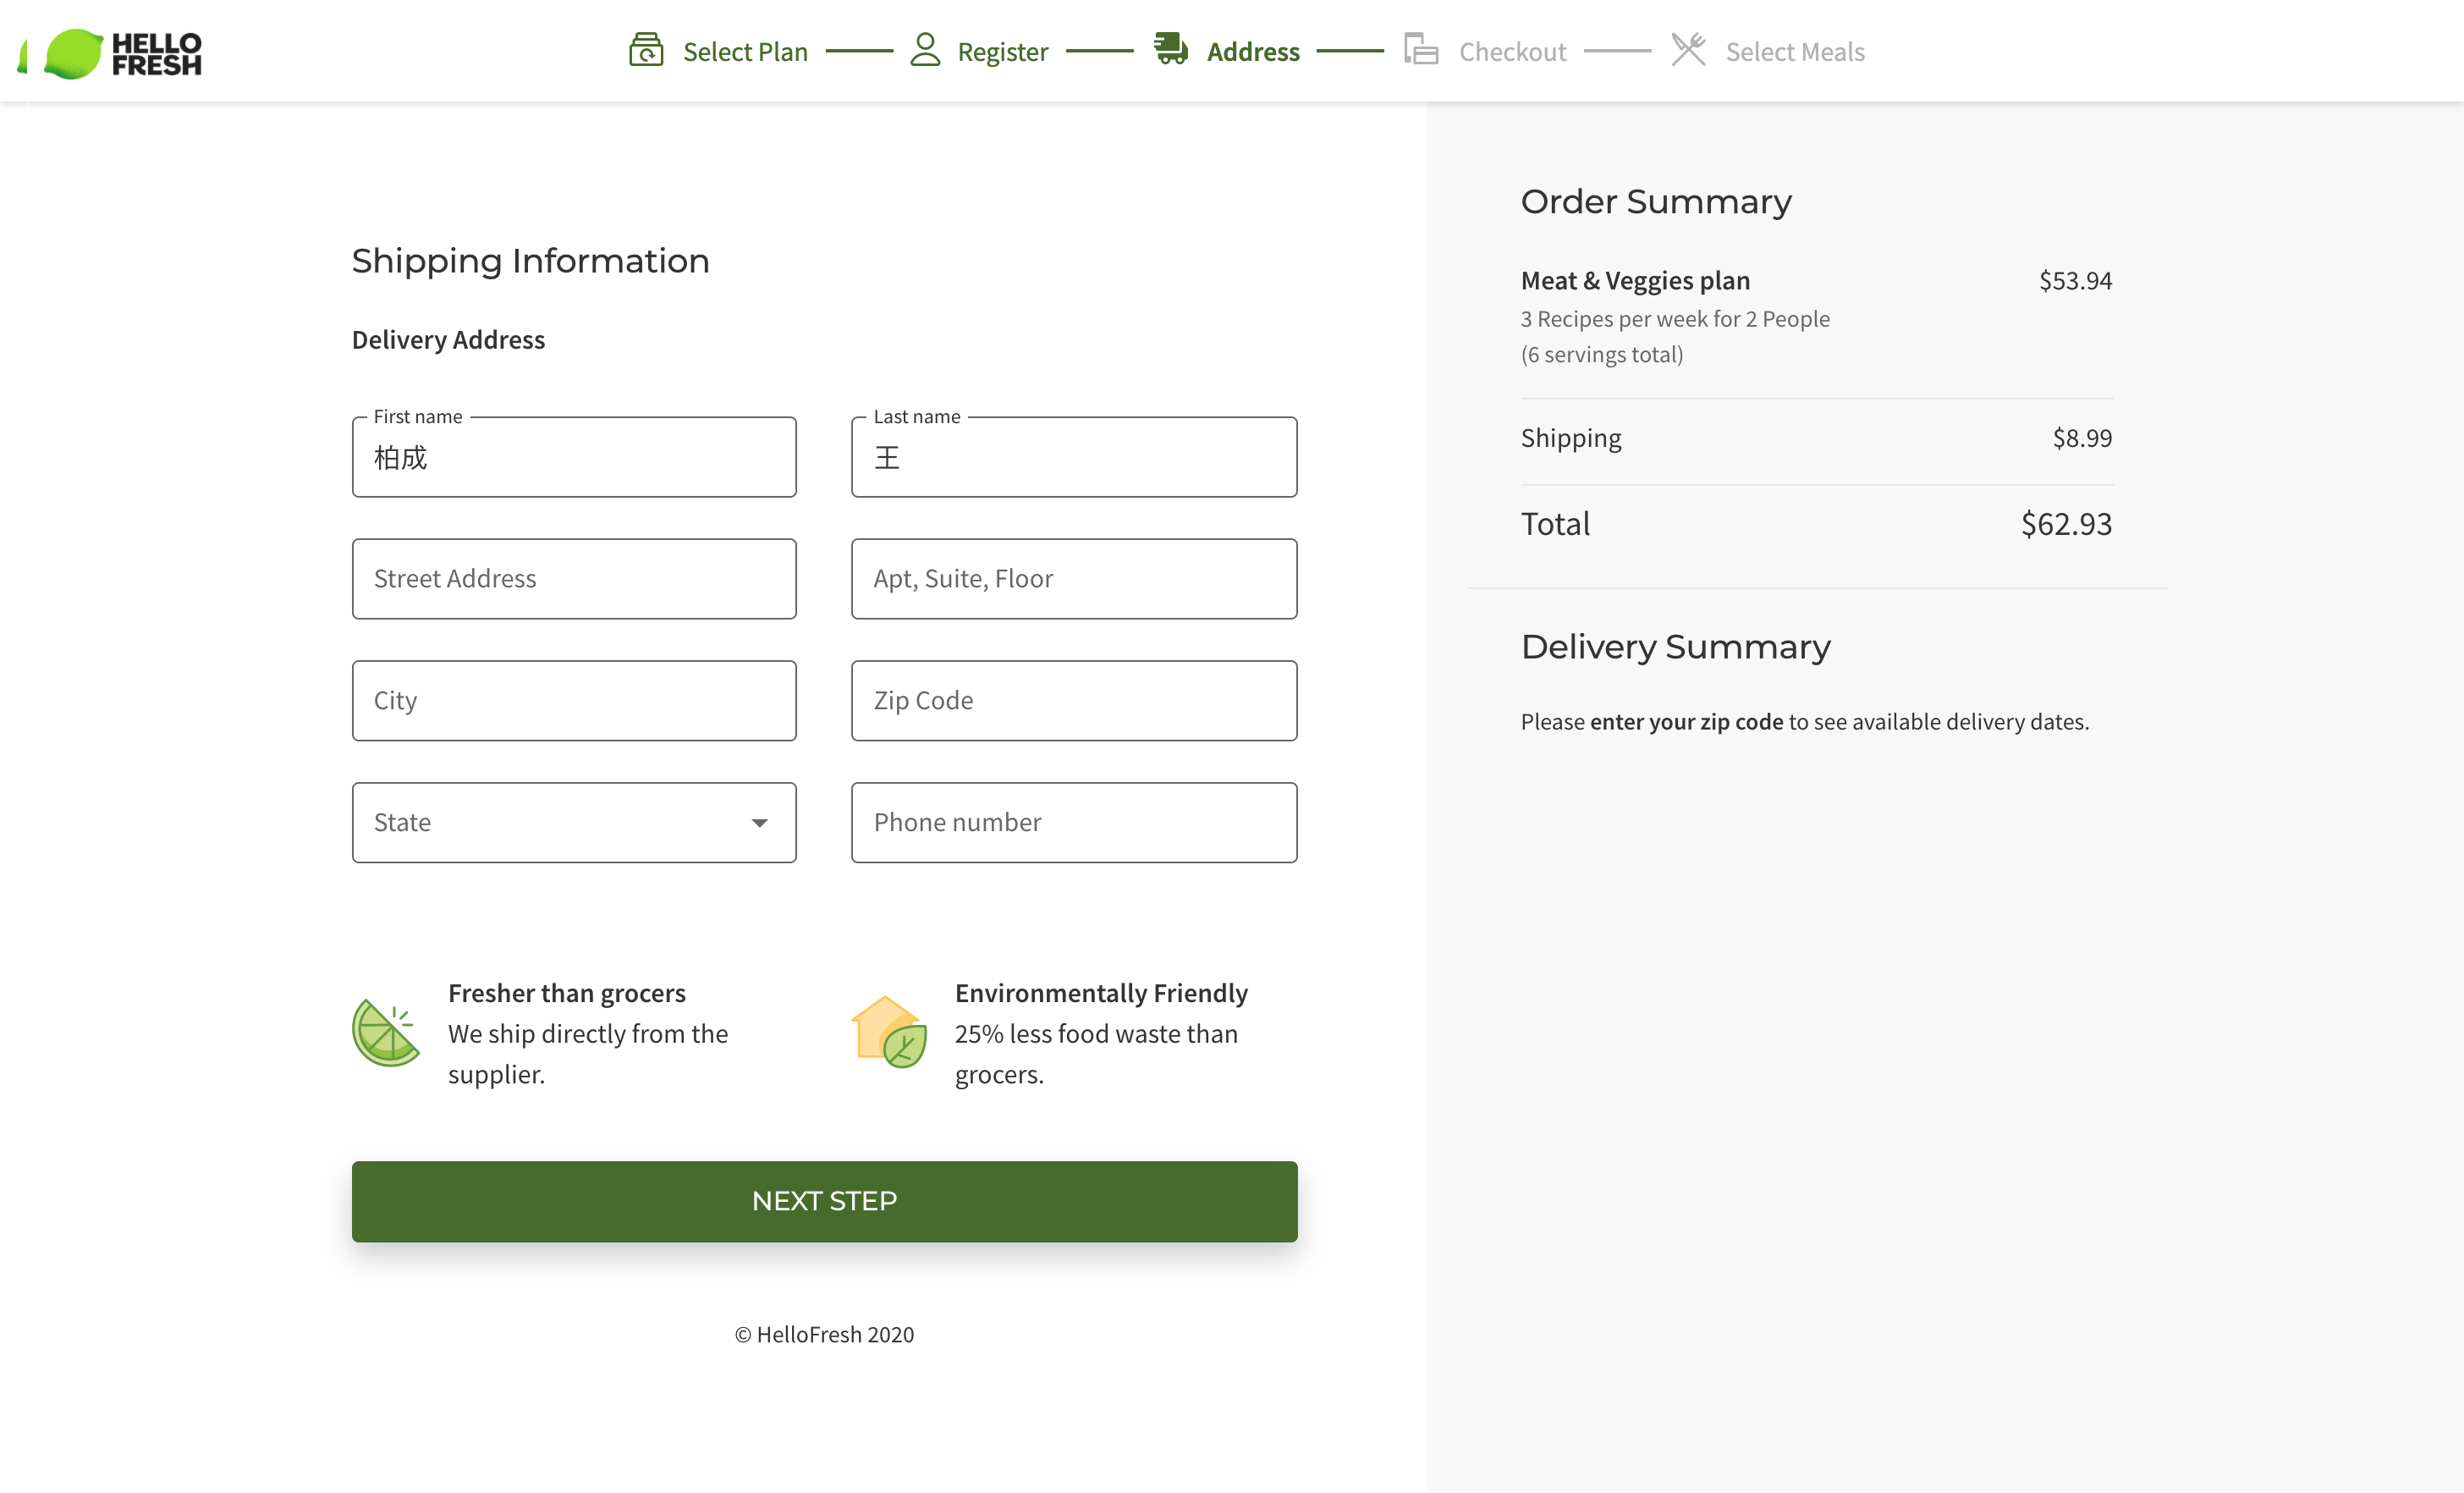 HELLO
FRESH
Select Plan
Register
Address
Checkout
Select Meals
Shipping Information
Delivery Address
First name
柏成
Last name
王
Street Address
Apt, Suite, Floor
City
Zip Code
State
Phone number
Fresher than grocers
We ship directly from the
supplier.
Environmentally Friendly
25% less food waste than
grocers.
NEXT STEP
© HelloFresh 2020
Order Summary
Meat & Veggies plan $53.94
3 Recipes per week for 2 People
(6 servings total)
Shipping $8.99
Total $62.93
Delivery Summary
Please enter your zip code to see available delivery dates.